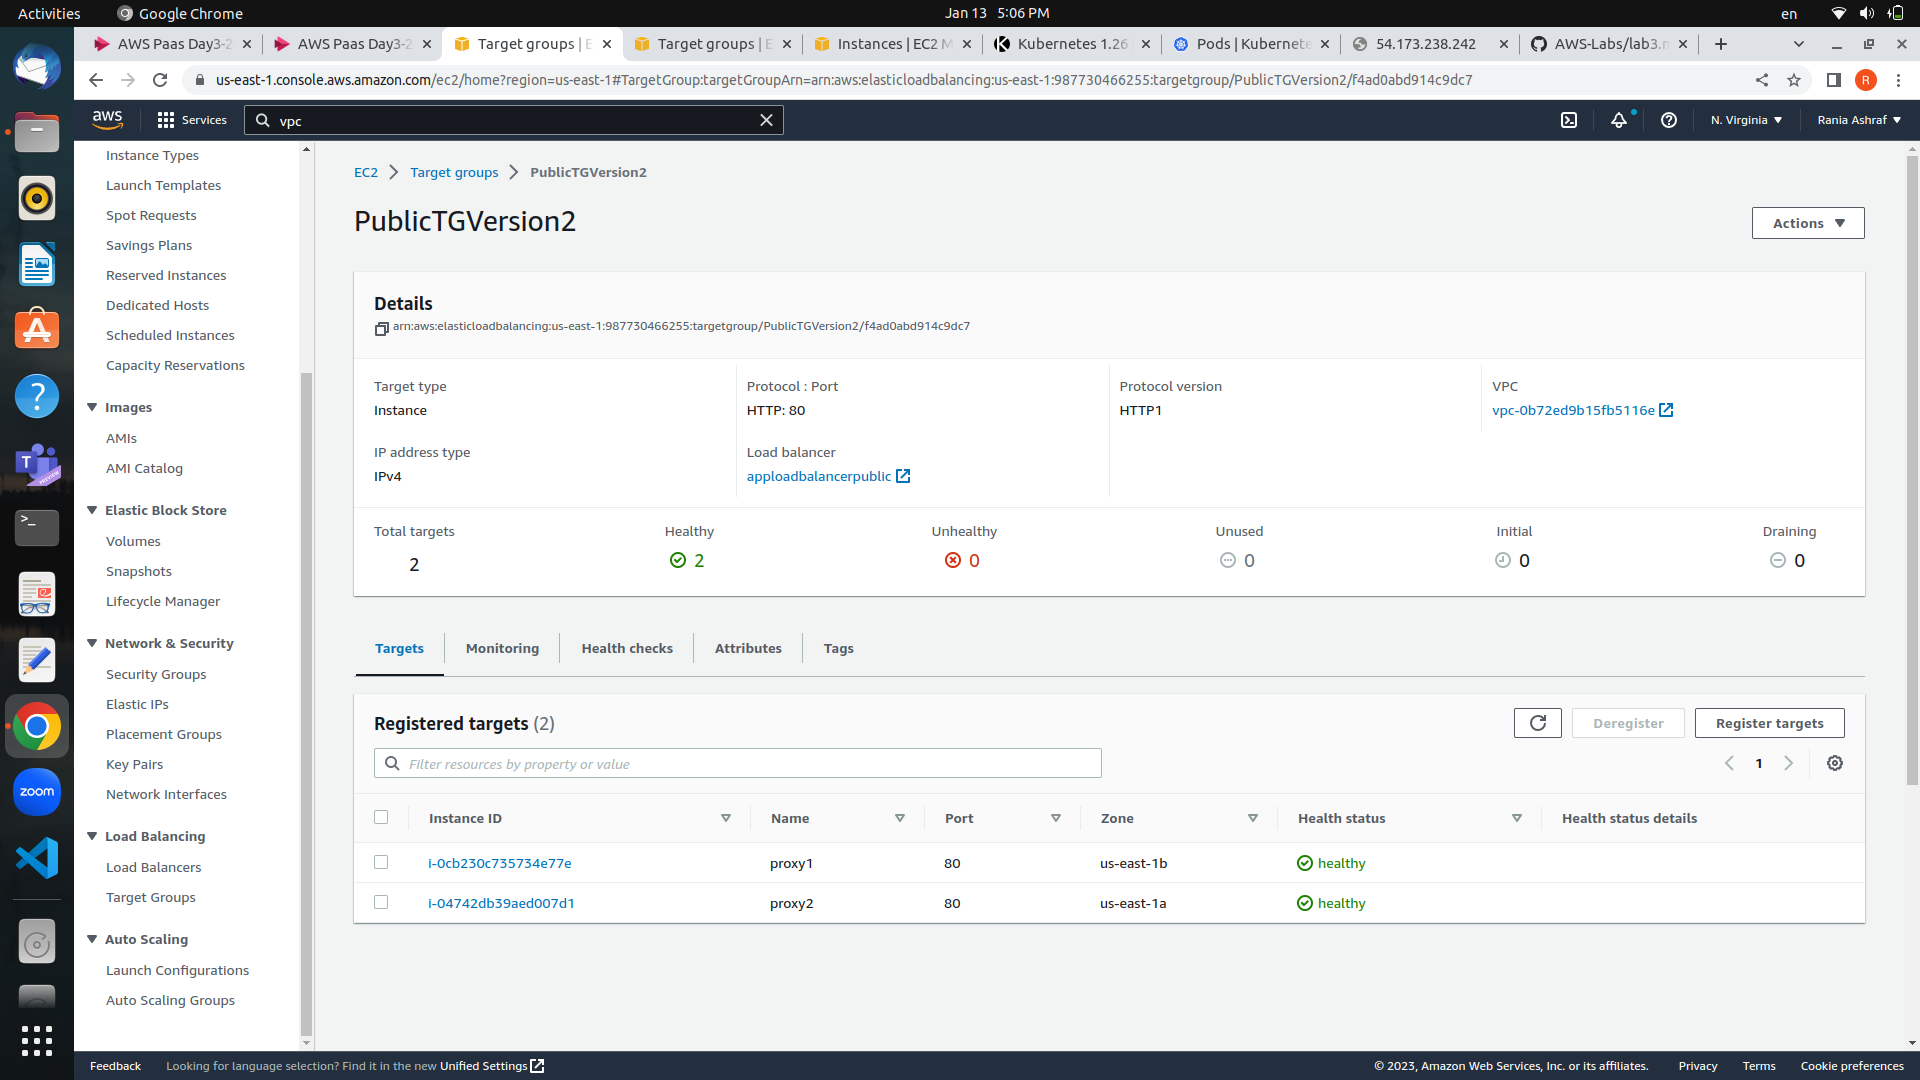 Activities
Google Chrome
Jan 13 5:06 PM
en
AWS Paas Day3-2
AWS Paas Day3-2
Target groups | E
Target groups | E
Instances | EC2 M
Kubernetes 1.26
Pods | Kubernete
54.173.238.242
AWS-Labs/lab3.m
us-east-1.console.aws.amazon.com/ec2/home?region=us-east-1#TargetGroup:targetGroupArn=arn:aws:elasticloadbalancing:us-east-1:987730466255:targetgroup/PublicTGVersion2/f4ad0abd914c9dc7
R
aws
Services
vpc
N. Virginia
Rania Ashraf
Instance Types
Launch Templates
Spot Requests
Savings Plans
Reserved Instances
Dedicated Hosts
Scheduled Instances
Capacity Reservations
Images
AMIs
AMI Catalog
Elastic Block Store
Volumes
Snapshots
Lifecycle Manager
Network & Security
Security Groups
Elastic IPs
Placement Groups
Key Pairs
Network Interfaces
Load Balancing
Load Balancers
Target Groups
Auto Scaling
Launch Configurations
Auto Scaling Groups
EC2 > Target groups > PublicTGVersion2
PublicTGVersion2
Actions
Details
arn:aws:elasticloadbalancing:us-east-1:987730466255:targetgroup/PublicTGVersion2/f4ad0abd914c9dc7
Target type
Instance
Protocol : Port
HTTP: 80
Protocol version
HTTP1
VPC
vpc-0b72ed9b15fb5116e
IP address type
IPv4
Load balancer
apploadbalancerpublic
Total targets
2
Healthy
2
Unhealthy
0
Unused
0
Initial
0
Draining
0
Targets
Monitoring
Health checks
Attributes
Tags
Registered targets (2)
Deregister
Register targets
Filter resources by property or value
1
Instance ID Name Port Zone Health status Health status details
i-0cb230c735734e77e proxy1 80 us-east-1b healthy
i-04742db39aed007d1 proxy2 80 us-east-1a healthy
zoom
Feedback
Looking for language selection? Find it in the new Unified Settings
© 2023, Amazon Web Services, Inc. or its affiliates.
Privacy
Terms
Cookie preferences